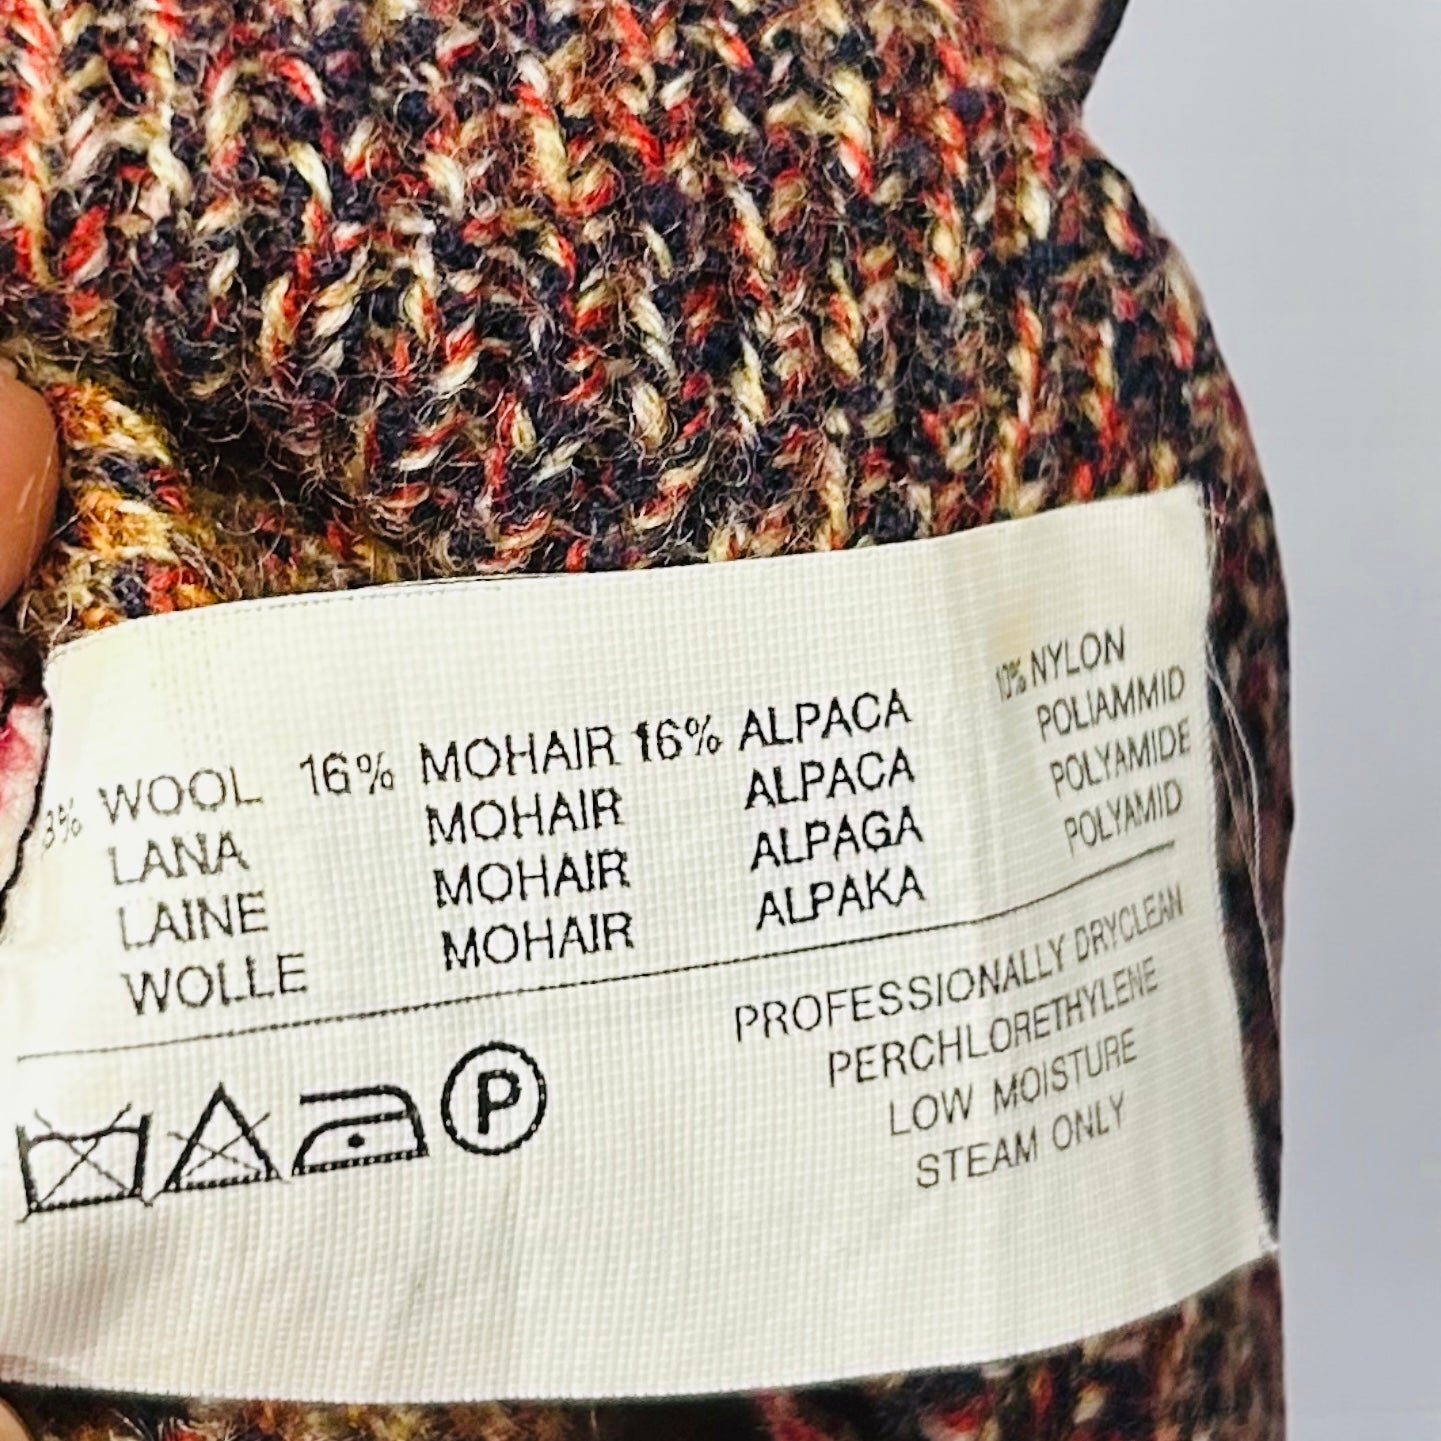 3% WOOL 16% MOHAIR 16% ALPACA 10% NYLON
LANA MOHAIR ALPACA POLIAMMID
LAINE MOHAIR ALPAGA POLYAMIDE
WOLLE MOHAIR ALPAKA POLYAMID
P
PROFESSIONALLY DRYCLEAN
PERCHLORETHYLENE
LOW MOISTURE
STEAM ONLY